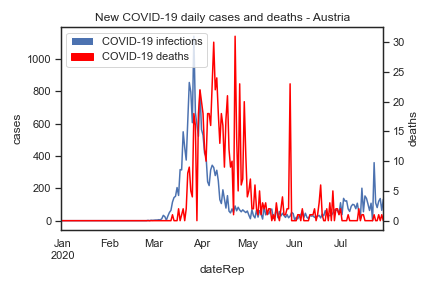 New COVID-19 daily cases and deaths - Austria
COVID-19 infections
COVID-19 deaths
cases
1000
800
600
400
200
0
deaths
30
25
20
15
10
5
0
Jan
2020
Feb
Mar
Apr
May
Jun
Jul
dateRep